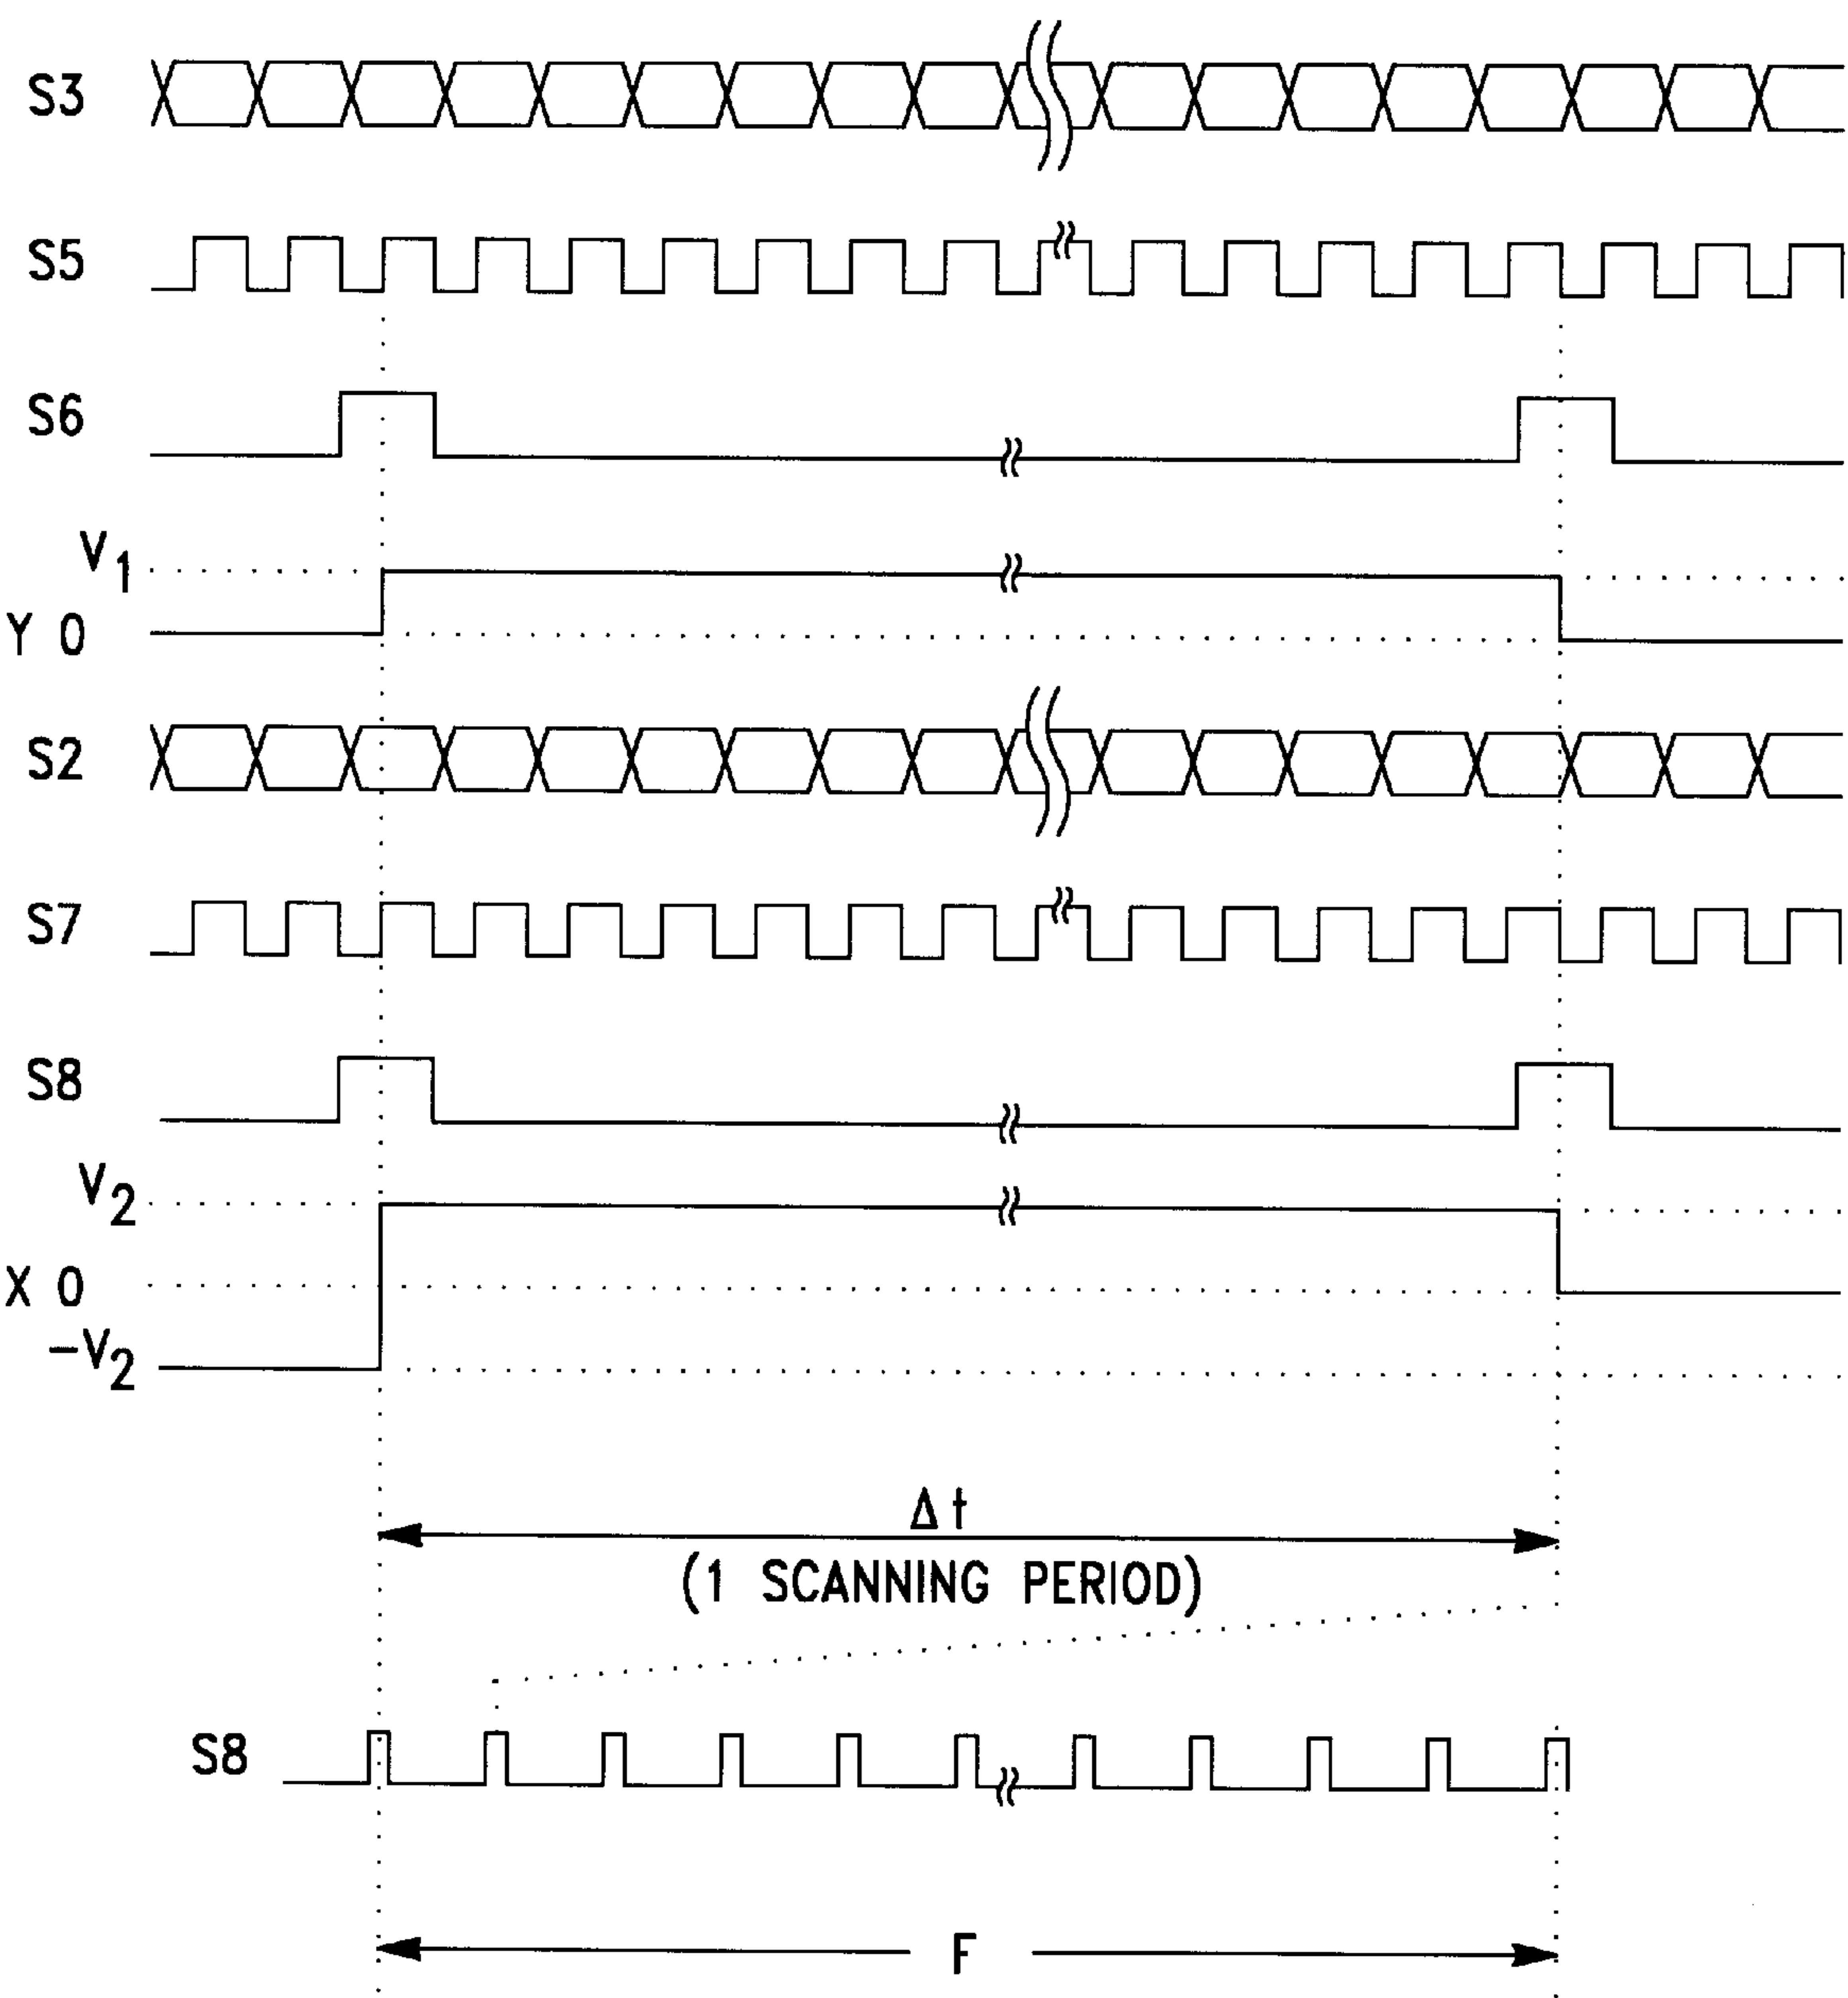 S3
S5
S6
V1
Y 0
S2
S7
S8
V2
X 0
-V2
Δt
(1 SCANNING PERIOD)
S8
F